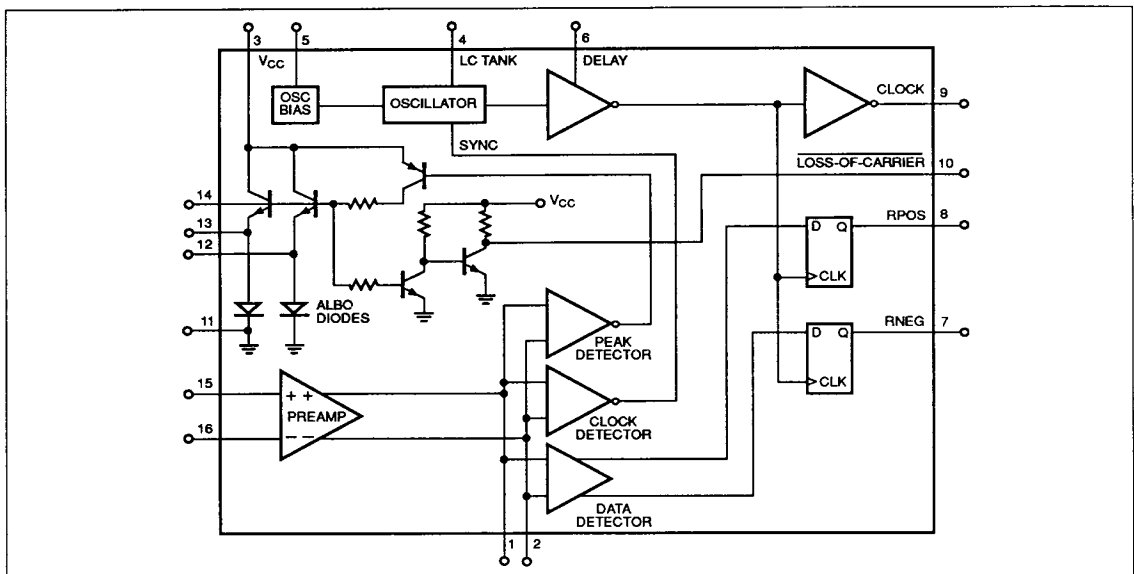 3 5 4 6
VCC LC TANK DELAY
OSC
BIAS
OSCILLATOR
CLOCK 9
SYNC
LOSS-OF-CARRIER 10
14
VCC
13
12
D Q RPOS 8
CLK
ALBO
DIODES
11
PEAK
DETECTOR
D Q RNEG 7
CLK
15
+ +
PREAMP
− −
16
CLOCK
DETECTOR
DATA
DETECTOR
1 2